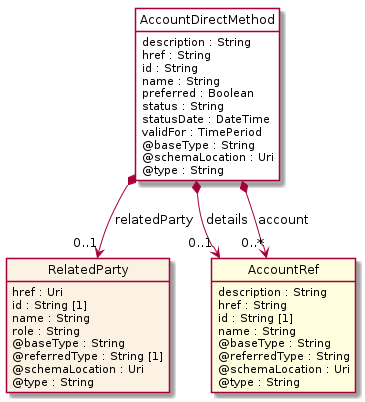 AccountDirectMethod
description : String
href : String
id : String
name : String
preferred : Boolean
status : String
statusDate : DateTime
validFor : TimePeriod
@baseType : String
@schemaLocation : Uri
@type : String
relatedParty
details
account
0..1
0..1
0..*
RelatedParty
href : Uri
id : String [1]
name : String
role : String
@baseType : String
@referredType : String [1]
@schemaLocation : Uri
@type : String
AccountRef
description : String
href : String
id : String [1]
name : String
@baseType : String
@referredType : String
@schemaLocation : Uri
@type : String